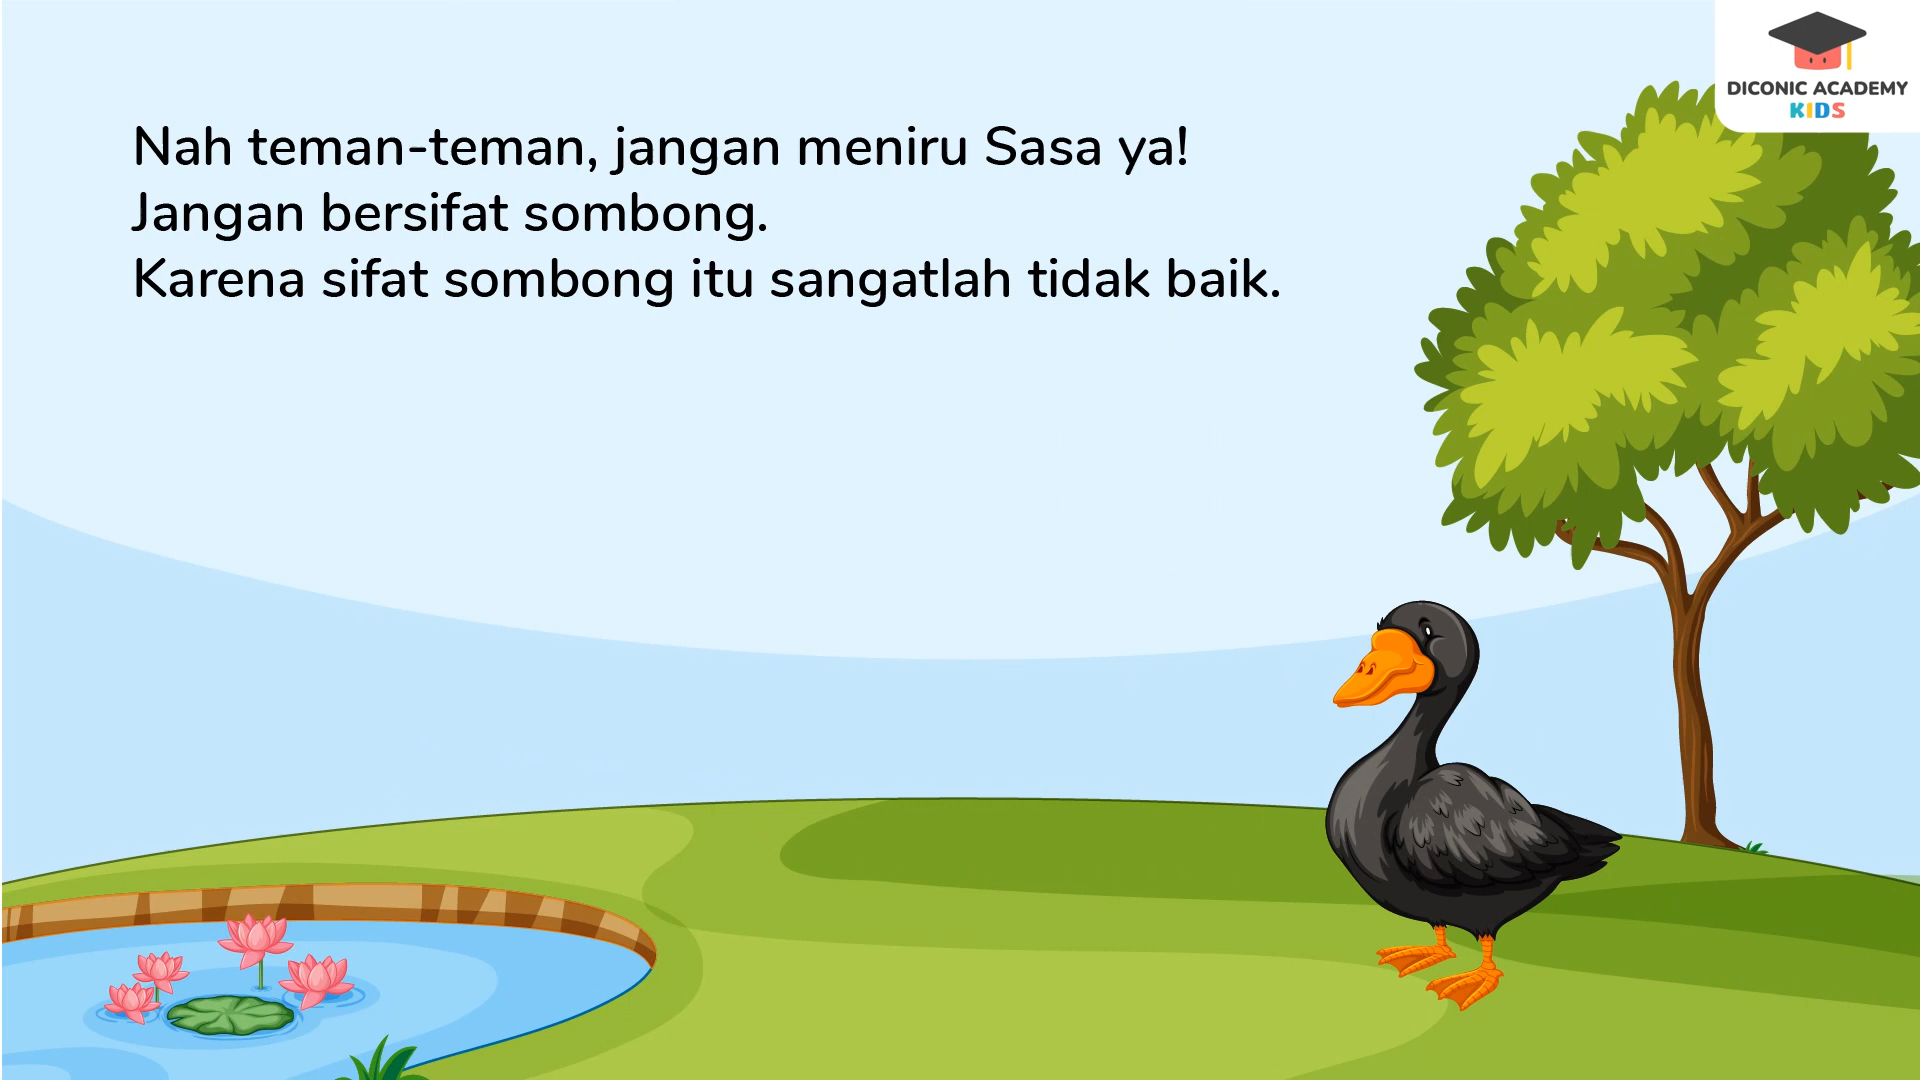 DICONIC ACADEMY
KIDS
Nah teman-teman, jangan meniru Sasa ya!
Jangan bersifat sombong.
Karena sifat sombong itu sangatlah tidak baik.